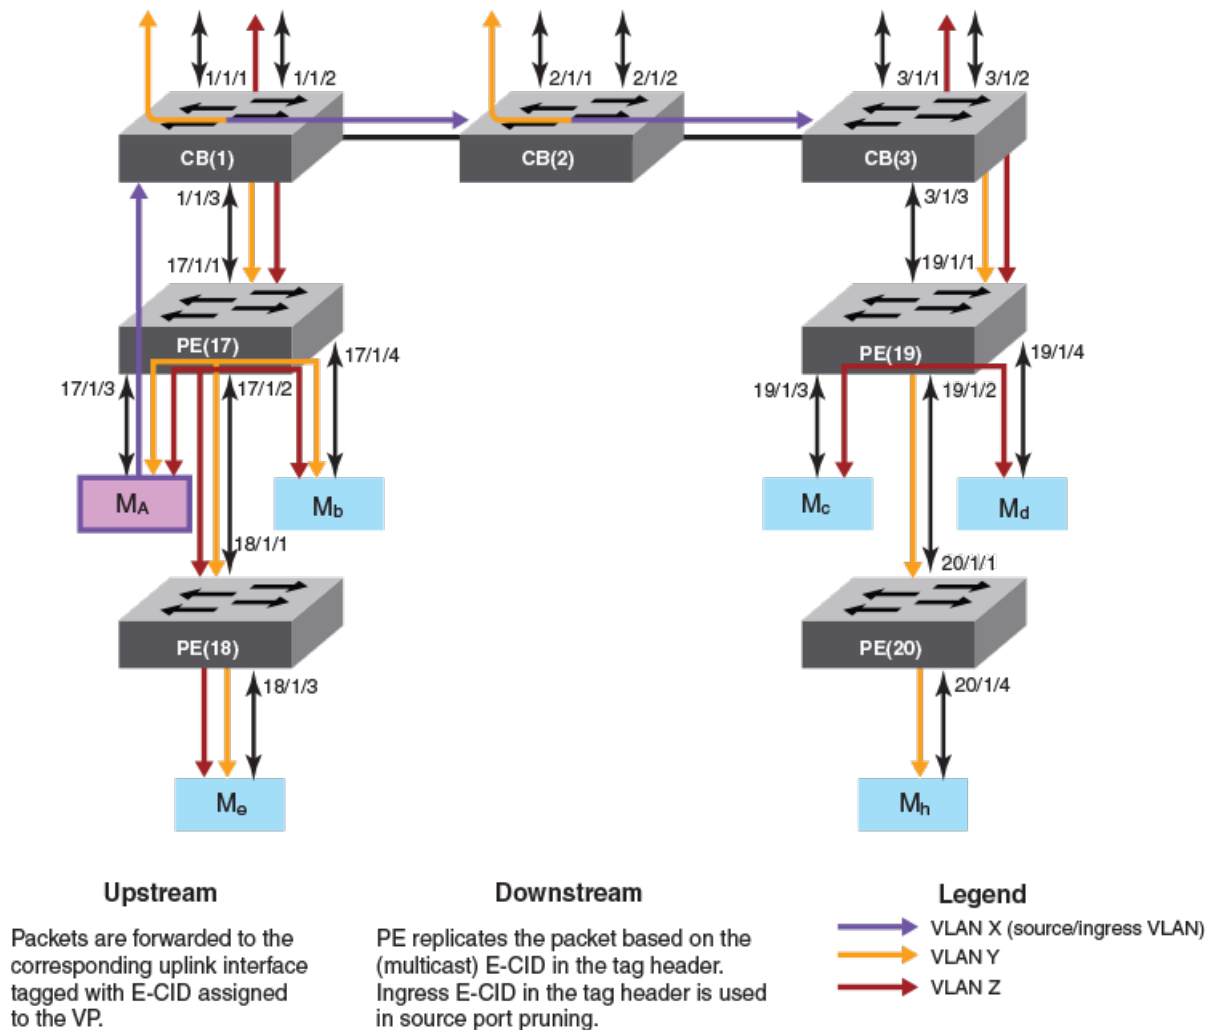 1/1/1
1/1/2
2/1/1
2/1/2
3/1/1
3/1/2
CB(1)
CB(2)
CB(3)
1/1/3
3/1/3
17/1/1
19/1/1
PE(17)
PE(19)
17/1/4
19/1/4
17/1/3
17/1/2
19/1/3
19/1/2
MA
Mb
Mc
Md
18/1/1
20/1/1
PE(18)
PE(20)
18/1/3
20/1/4
Me
Mh
Upstream
Packets are forwarded to the
corresponding uplink interface
tagged with E-CID assigned
to the VP.
Downstream
PE replicates the packet based on the
(multicast) E-CID in the tag header.
Ingress E-CID in the tag header is used
in source port pruning.
Legend
VLAN X (source/ingress VLAN)
VLAN Y
VLAN Z